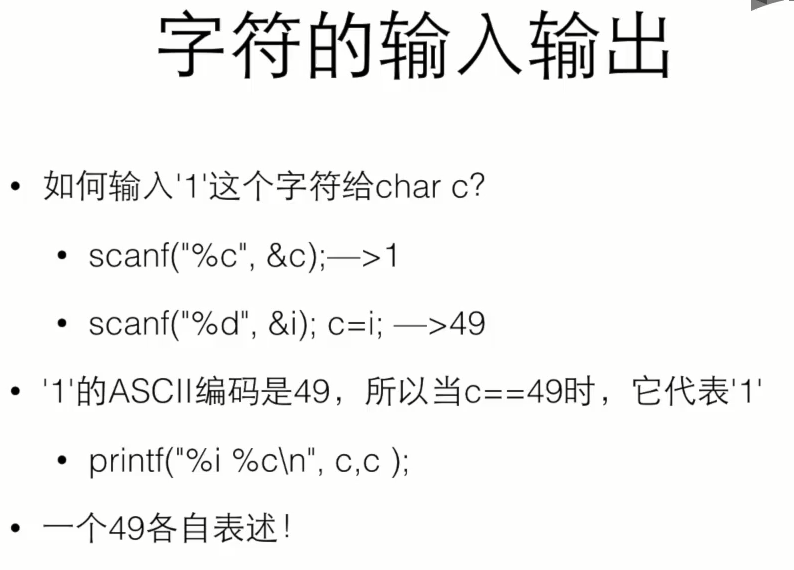 字符的输入输出
• 如何输入'1'这个字符给char c?
• scanf("%c", &c);—>1
• scanf("%d", &i); c=i; —>49
• '1'的ASCII编码是49，所以当c==49时，它代表'1'
• printf("%i %c\n", c,c );
• 一个49各自表述！